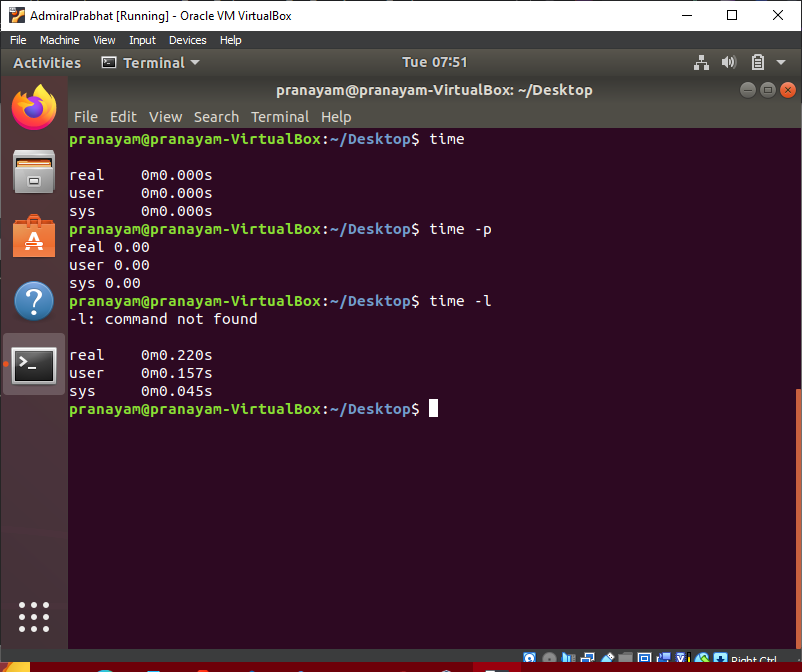 AdmiralPrabhat [Running] - Oracle VM VirtualBox
File Machine View Input Devices Help
Activities Terminal Tue 07:51
pranayam@pranayam-VirtualBox: ~/Desktop
File Edit View Search Terminal Help
pranayam@pranayam-VirtualBox:~/Desktop$ time
real 0m0.000s
user 0m0.000s
sys 0m0.000s
pranayam@pranayam-VirtualBox:~/Desktop$ time -p
real 0.00
user 0.00
sys 0.00
pranayam@pranayam-VirtualBox:~/Desktop$ time -l
-l: command not found
real 0m0.220s
user 0m0.157s
sys 0m0.045s
pranayam@pranayam-VirtualBox:~/Desktop$
Right Ctrl